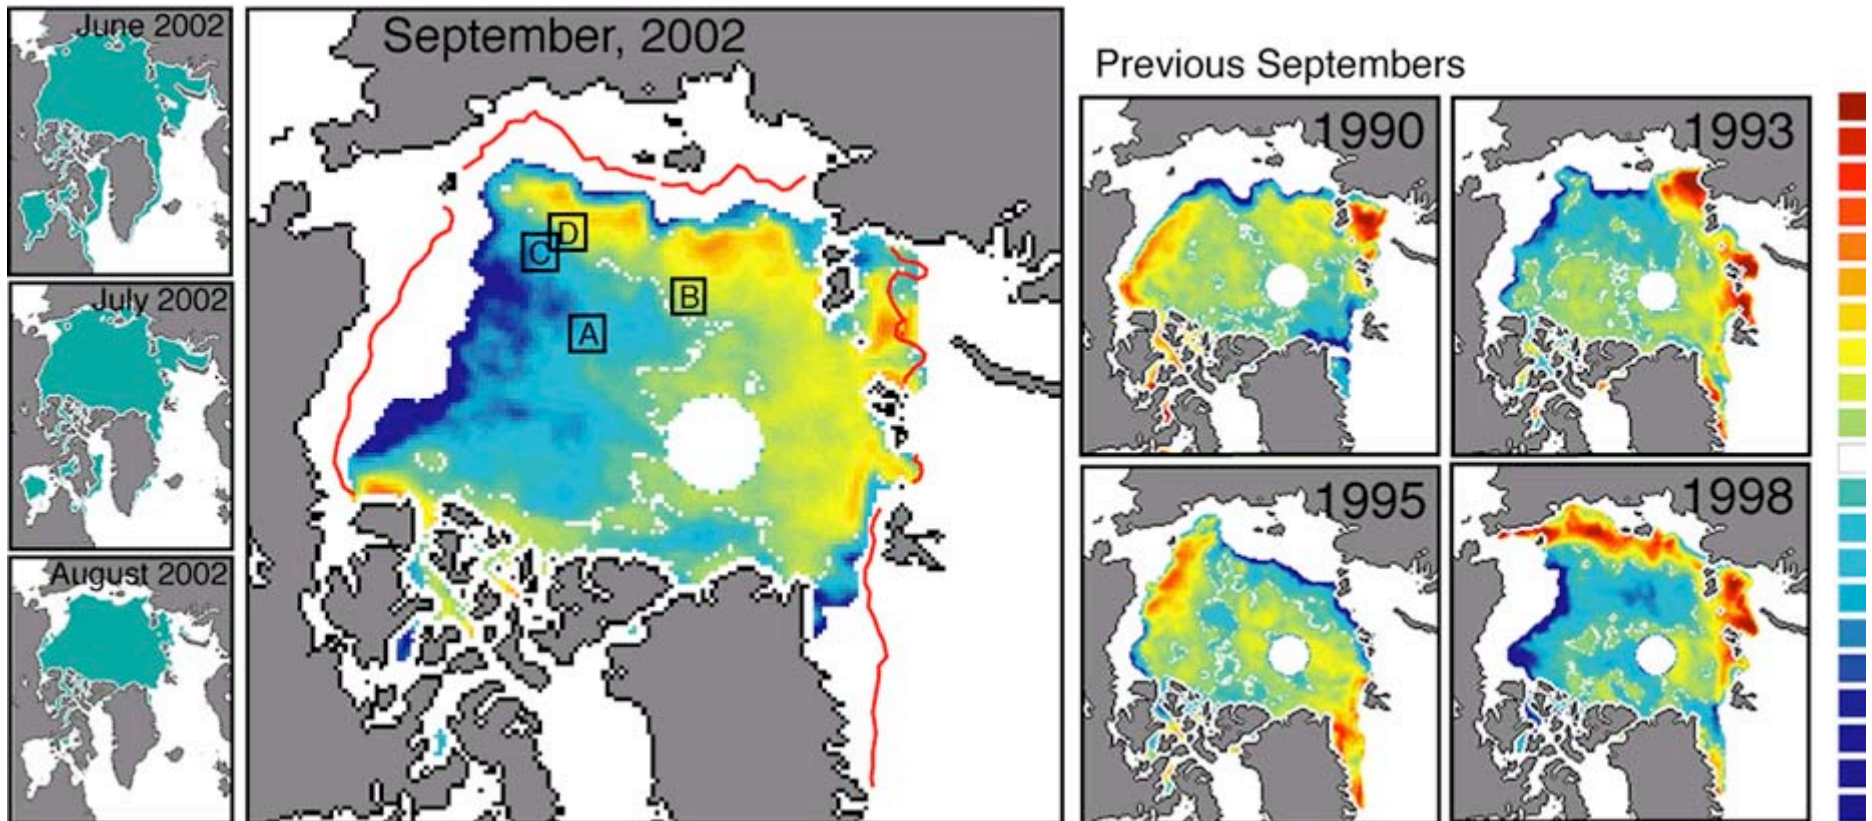 June 2002
July 2002
August 2002
September, 2002
D
C
B
A
Previous Septembers
1990
1993
1995
1998